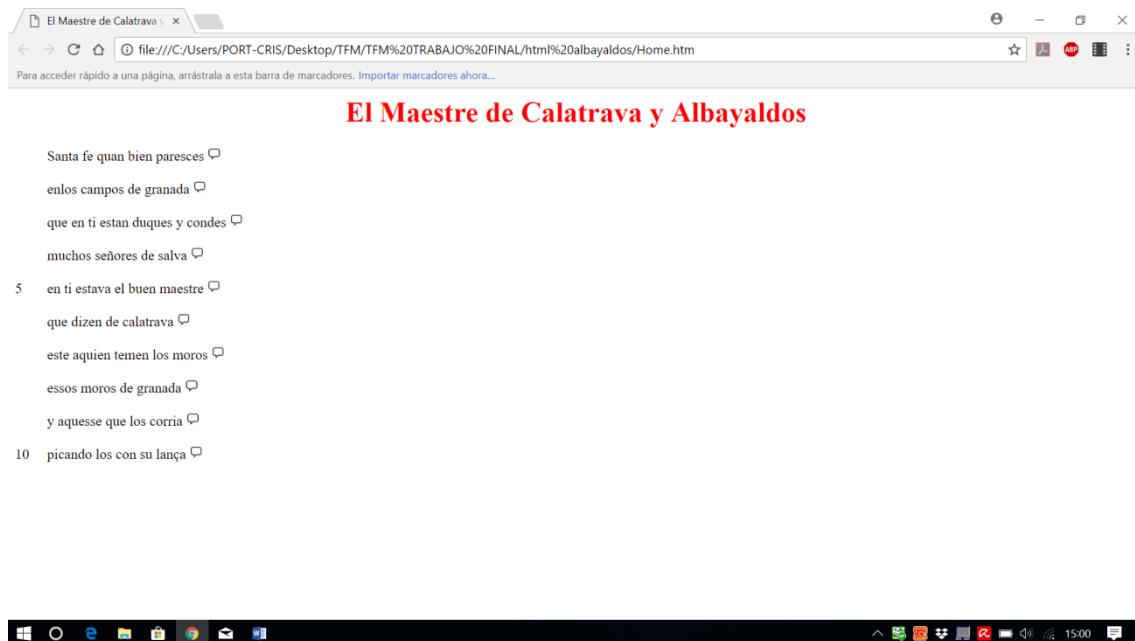 El Maestre de Calatrava y
file:///C:/Users/PORT-CRIS/Desktop/TFM/TFM%20TRABAJO%20FINAL/html%20albayaldos/Home.htm
ABP
Para acceder rápido a una página, arrástrala a esta barra de marcadores. Importar marcadores ahora...
El Maestre de Calatrava y Albayaldos
Santa fe quan bien paresces
enlos campos de granada
que en ti estan duques y condes
muchos señores de salva
5 en ti estava el buen maestre
que dizen de calatrava
este aquien temen los moros
essos moros de granada
y aquesse que los corria
10 picando los con su lança
15:00